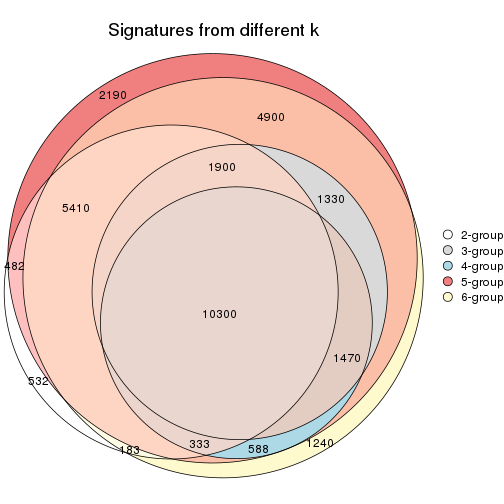 Signatures from different k
2190
4900
1900
1330
5410
2-group
3-group
4-group
5-group
6-group
482
10300
1470
532
333
588
1240
183